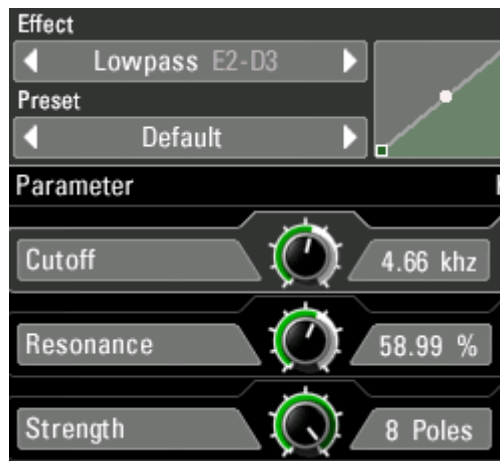 Effect
Lowpass E2-D3
Preset
Default
Parameter
Cutoff 4.66 khz
Resonance 58.99 %
Strength 8 Poles